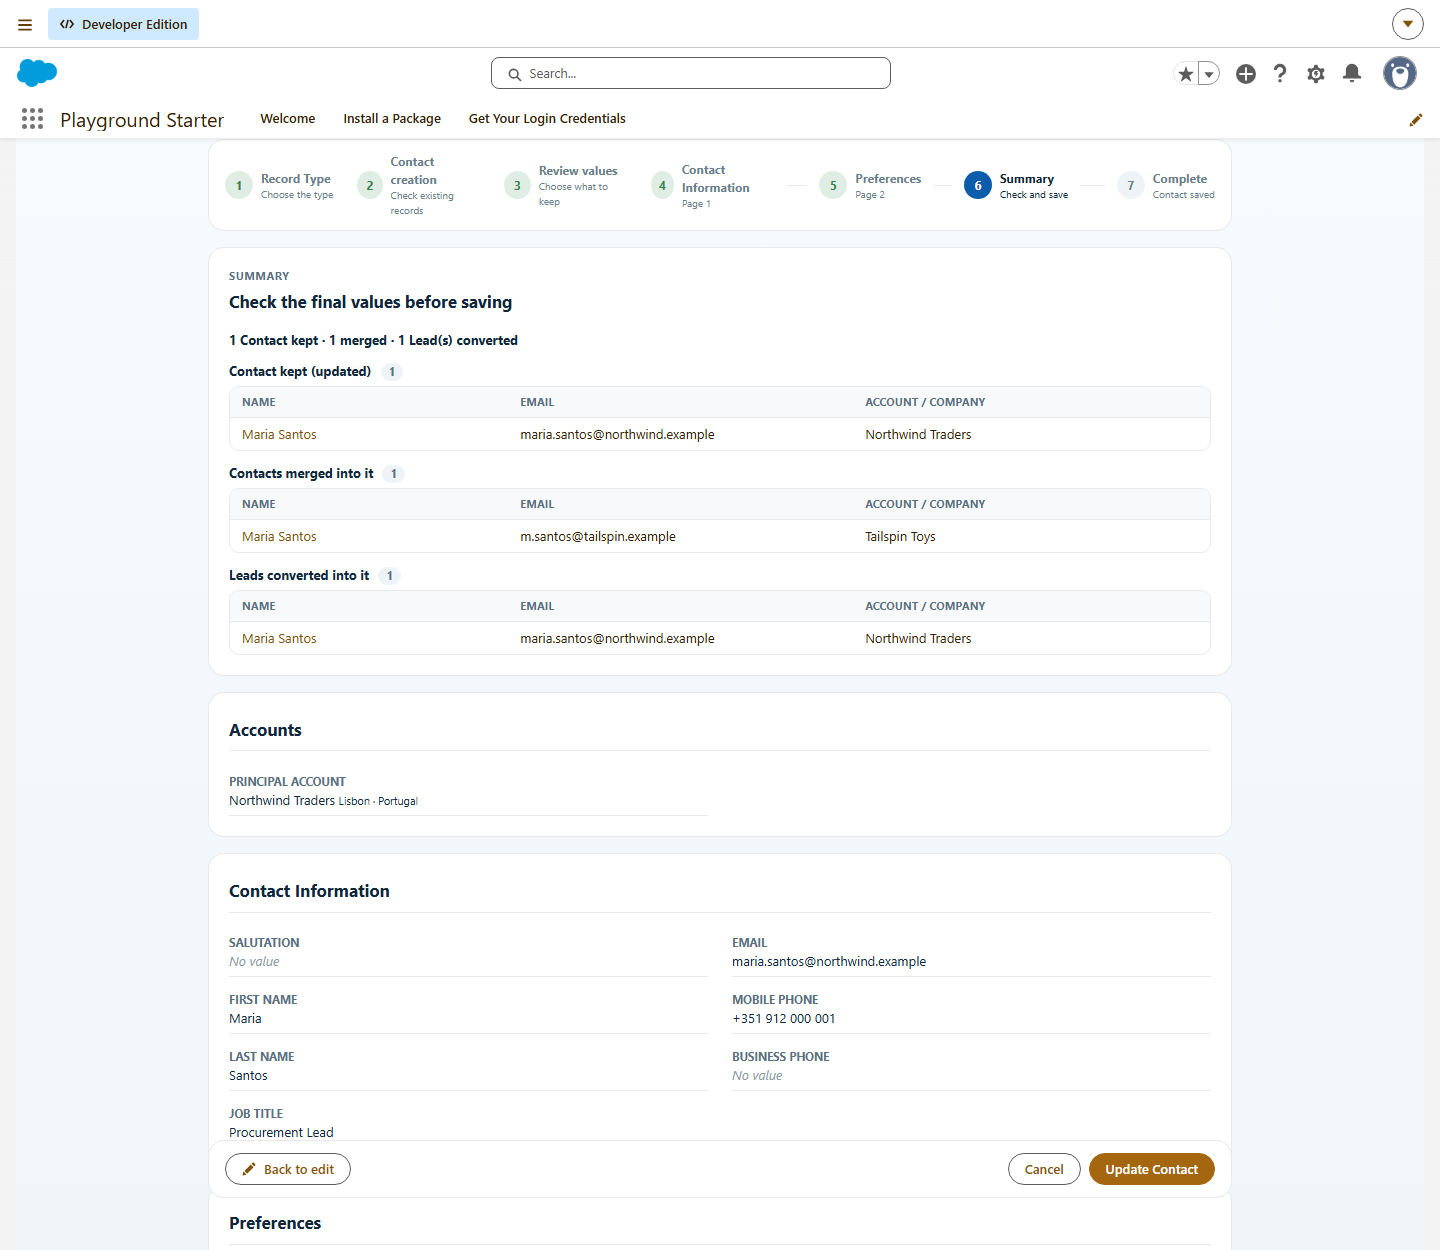 Developer Edition
Search...
Playground Starter
Welcome
Install a Package
Get Your Login Credentials
1
Record Type
Choose the type
2
Contact
creation
Check existing
records
3
Review values
Choose what to
keep
4
Contact
Information
Page 1
5
Preferences
Page 2
6
Summary
Check and save
7
Complete
Contact saved
SUMMARY
Check the final values before saving
1 Contact kept · 1 merged · 1 Lead(s) converted
Contact kept (updated) 1
NAME EMAIL ACCOUNT / COMPANY
Maria Santos maria.santos@northwind.example Northwind Traders
Contacts merged into it 1
NAME EMAIL ACCOUNT / COMPANY
Maria Santos m.santos@tailspin.example Tailspin Toys
Leads converted into it 1
NAME EMAIL ACCOUNT / COMPANY
Maria Santos maria.santos@northwind.example Northwind Traders
Accounts
PRINCIPAL ACCOUNT
Northwind Traders Lisbon · Portugal
Contact Information
SALUTATION
No value
EMAIL
maria.santos@northwind.example
FIRST NAME
Maria
MOBILE PHONE
+351 912 000 001
LAST NAME
Santos
BUSINESS PHONE
No value
JOB TITLE
Procurement Lead
Back to edit
Cancel
Update Contact
Preferences